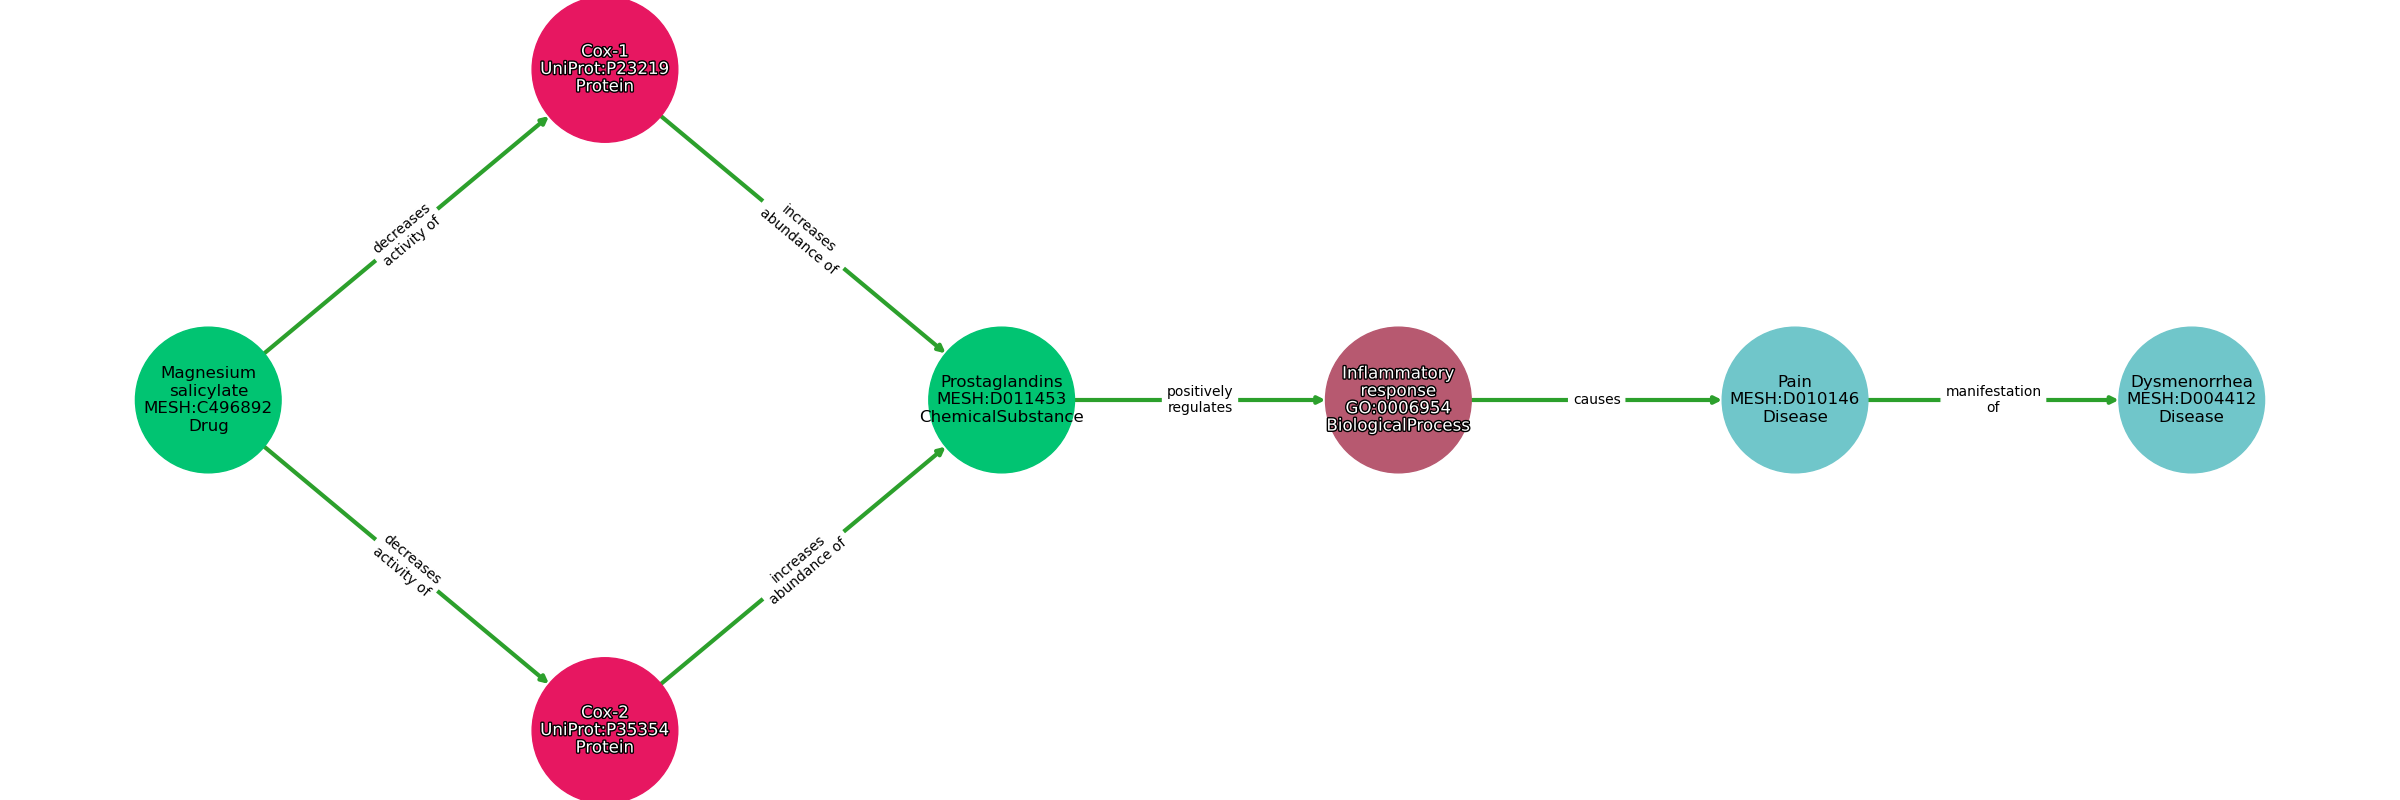 Cox-1
UniProt:P23219
Protein
decreases
activity of
increases
abundance of
Magnesium
salicylate
MESH:C496892
Drug
Prostaglandins
MESH:D011453
ChemicalSubstance
positively
regulates
Inflammatory
response
GO:0006954
BiologicalProcess
causes
Pain
MESH:D010146
Disease
manifestation
of
Dysmenorrhea
MESH:D004412
Disease
decreases
activity of
increases
abundance of
Cox-2
UniProt:P35354
Protein